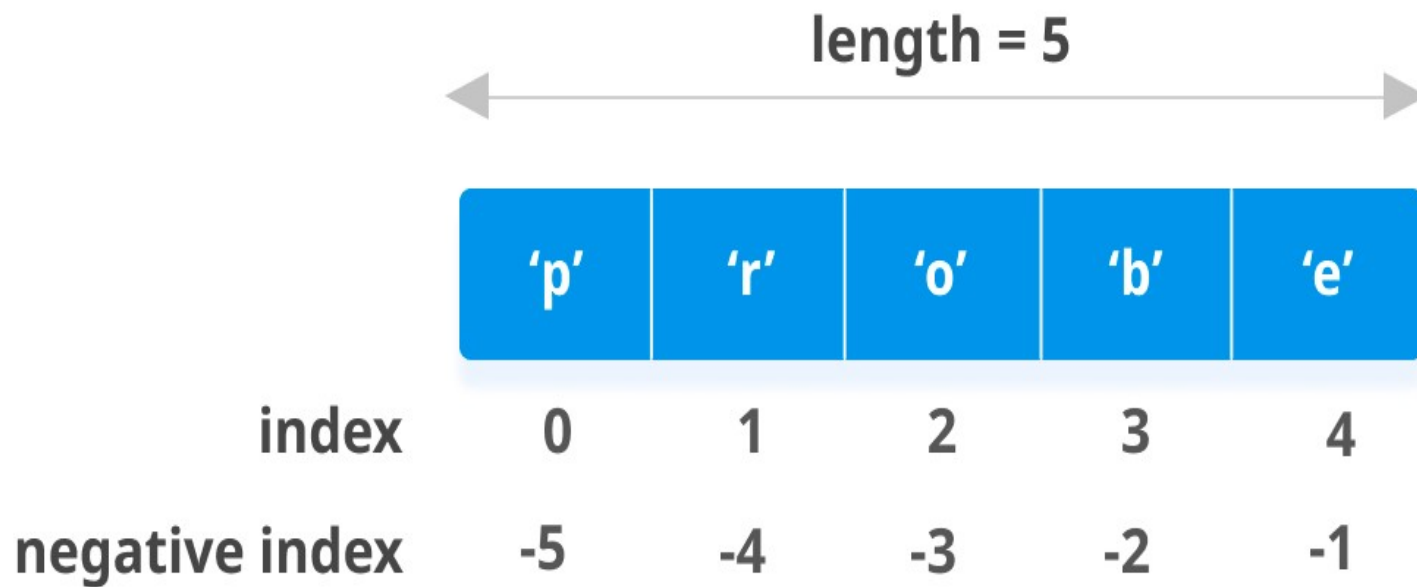 length = 5
‘p’ ‘r’ ‘o’ ‘b’ ‘e’
index 0 1 2 3 4
negative index -5 -4 -3 -2 -1